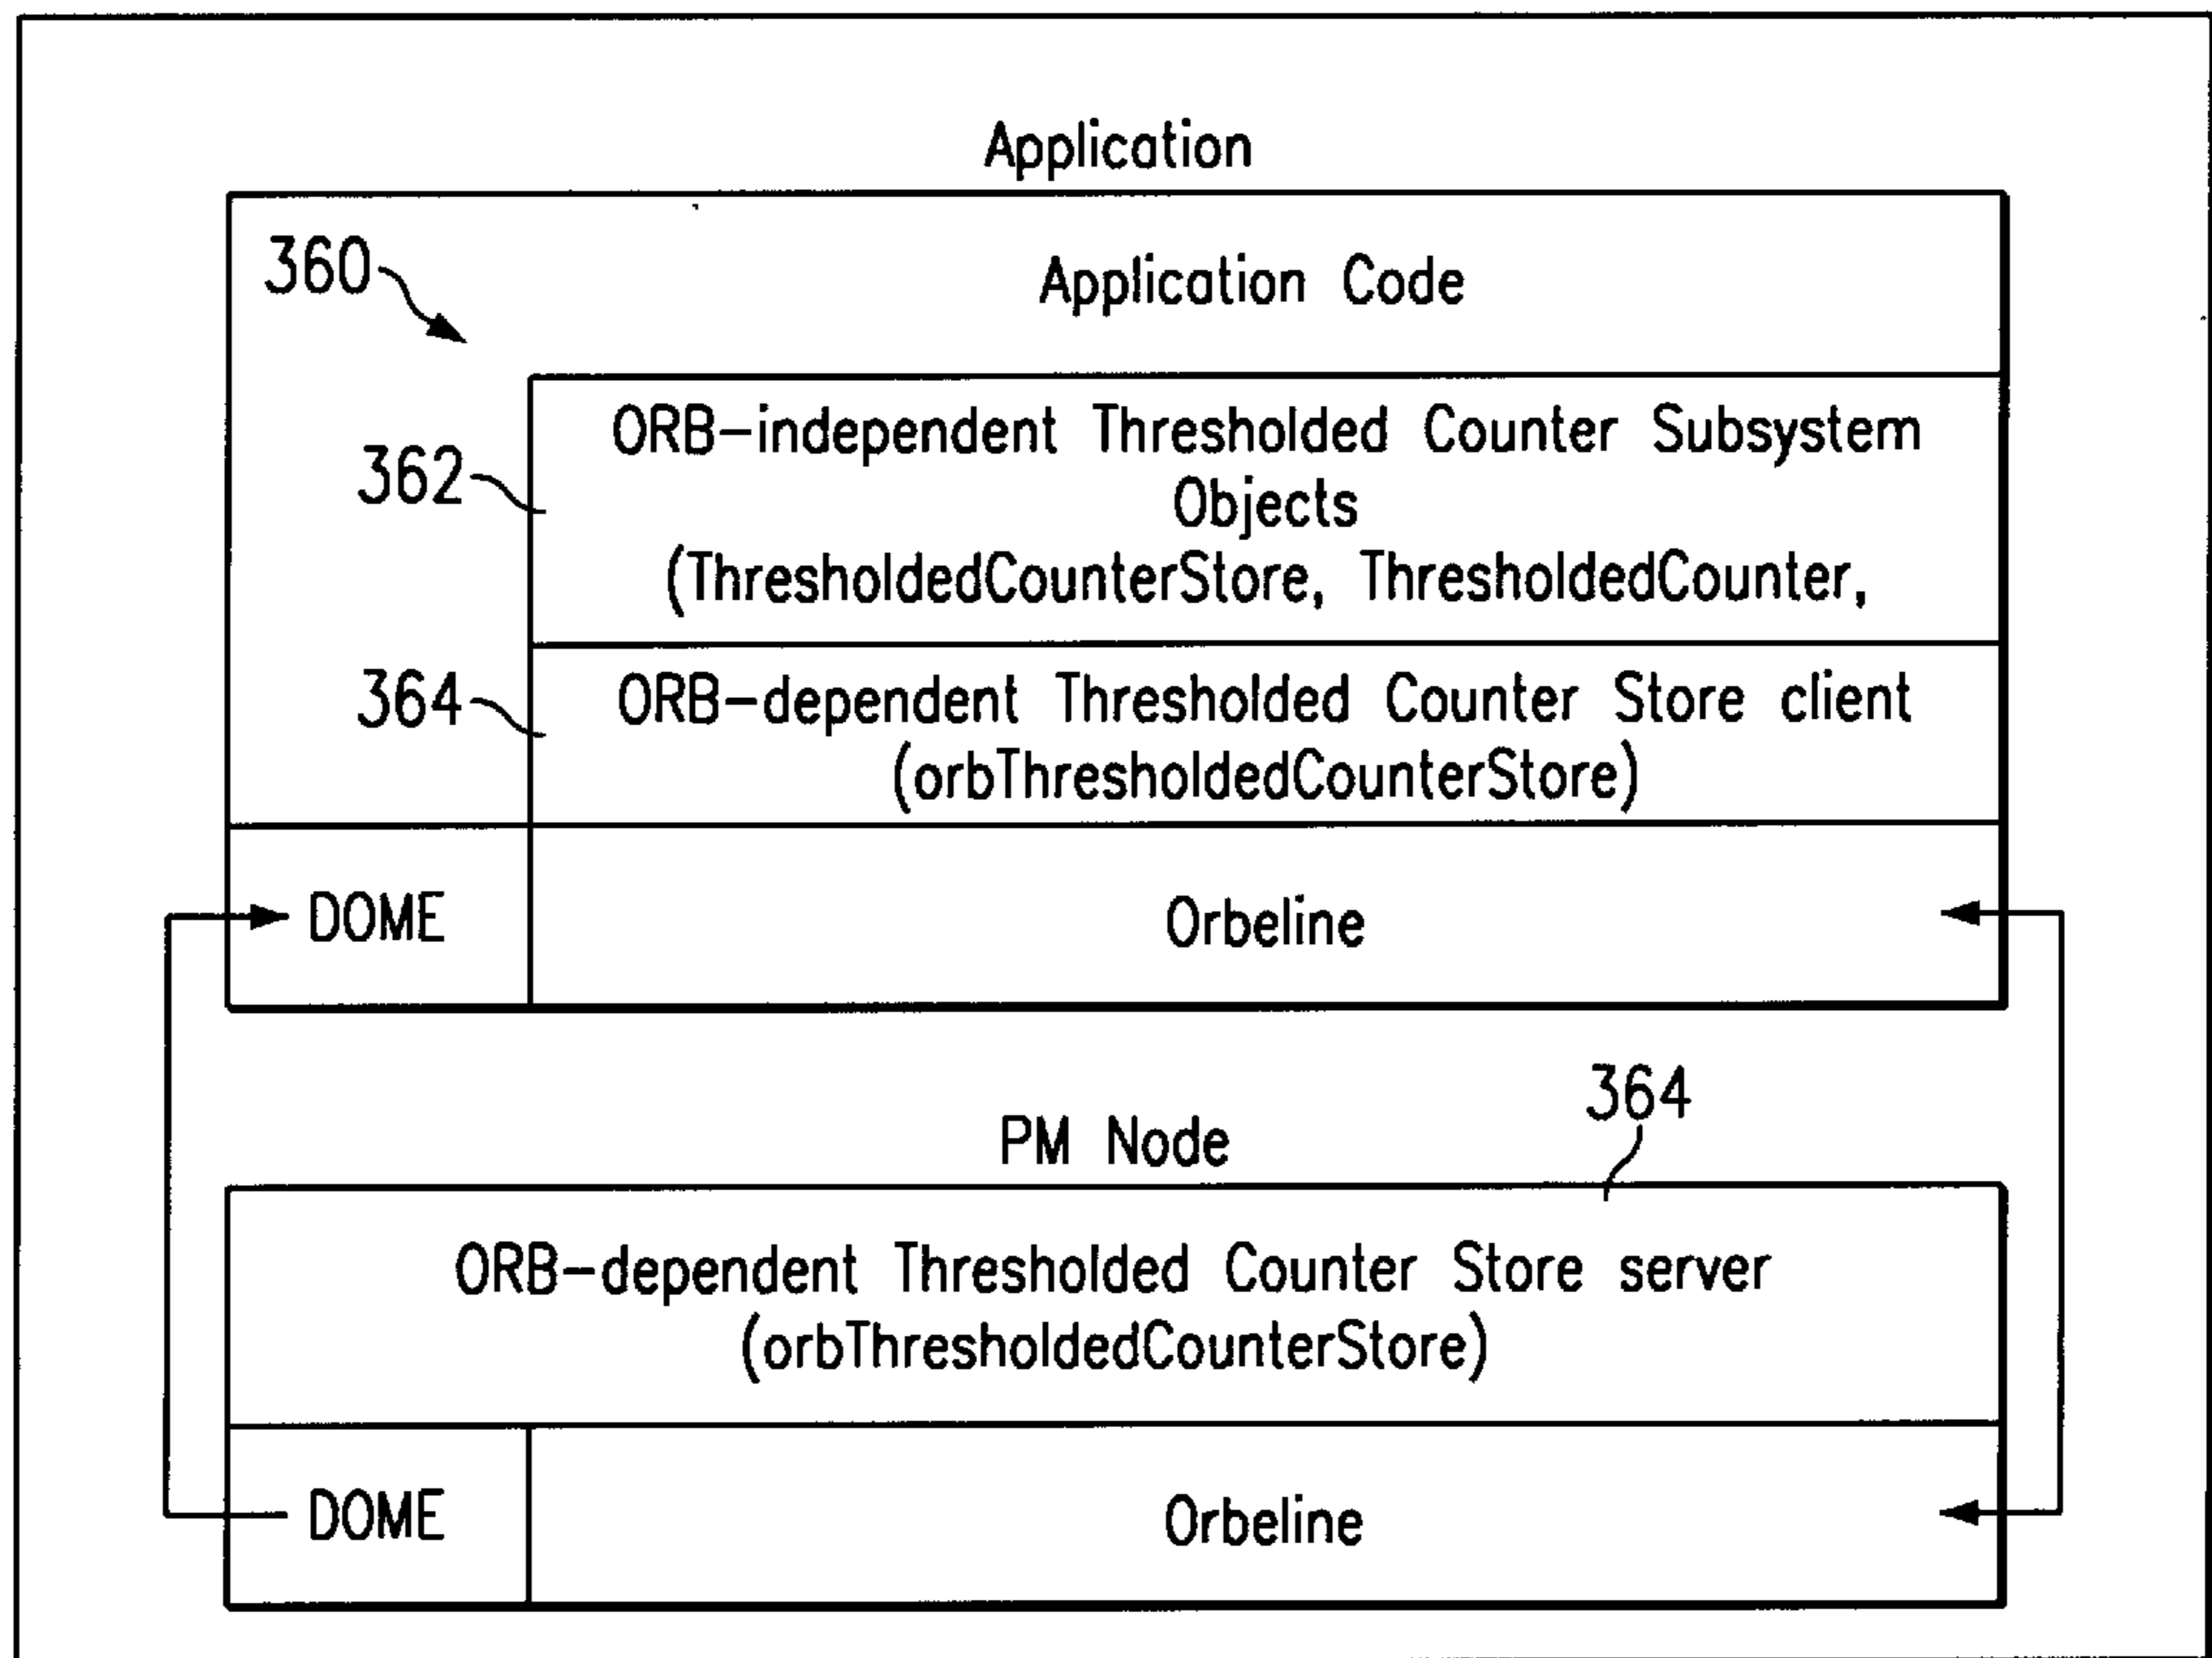 Application
360
Application Code
362
ORB-independent Thresholded Counter Subsystem
Objects
(ThresholdedCounterStore, ThresholdedCounter,
364
ORB-dependent Thresholded Counter Store client
(orbThresholdedCounterStore)
DOME
Orbeline
364
PM Node
ORB-dependent Thresholded Counter Store server
(orbThresholdedCounterStore)
DOME
Orbeline